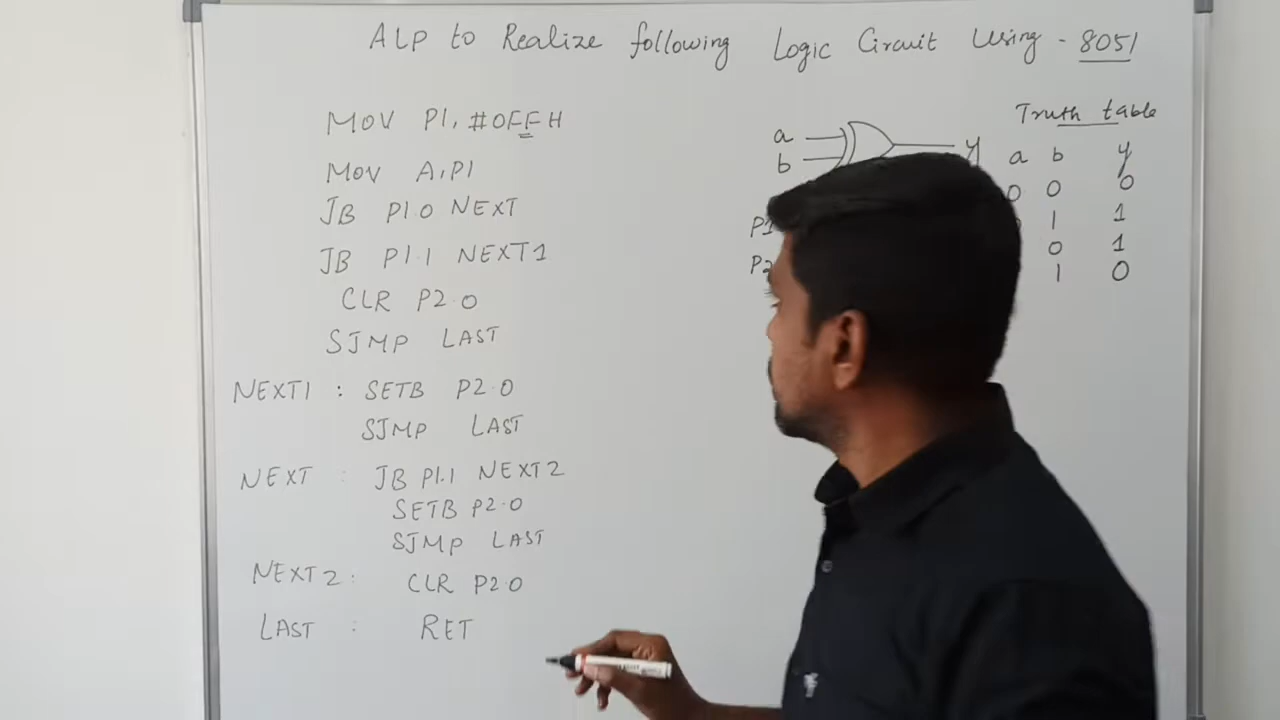 ALP to Realize following Logic Circuit Using - 8051
MOV P1, #0FFH
MOV A,P1
JB P1.0 NEXT
JB P1.1 NEXT1
CLR P2.0
SJMP LAST
NEXT1 : SETB P2.0
SJMP LAST
NEXT : JB P1.1 NEXT2
SETB P2.0
SJMP LAST
NEXT2 : CLR P2.0
LAST : RET
a
b
y
P1
P2
Truth table
a b y
0 0 0
1 1
0 1
1 0